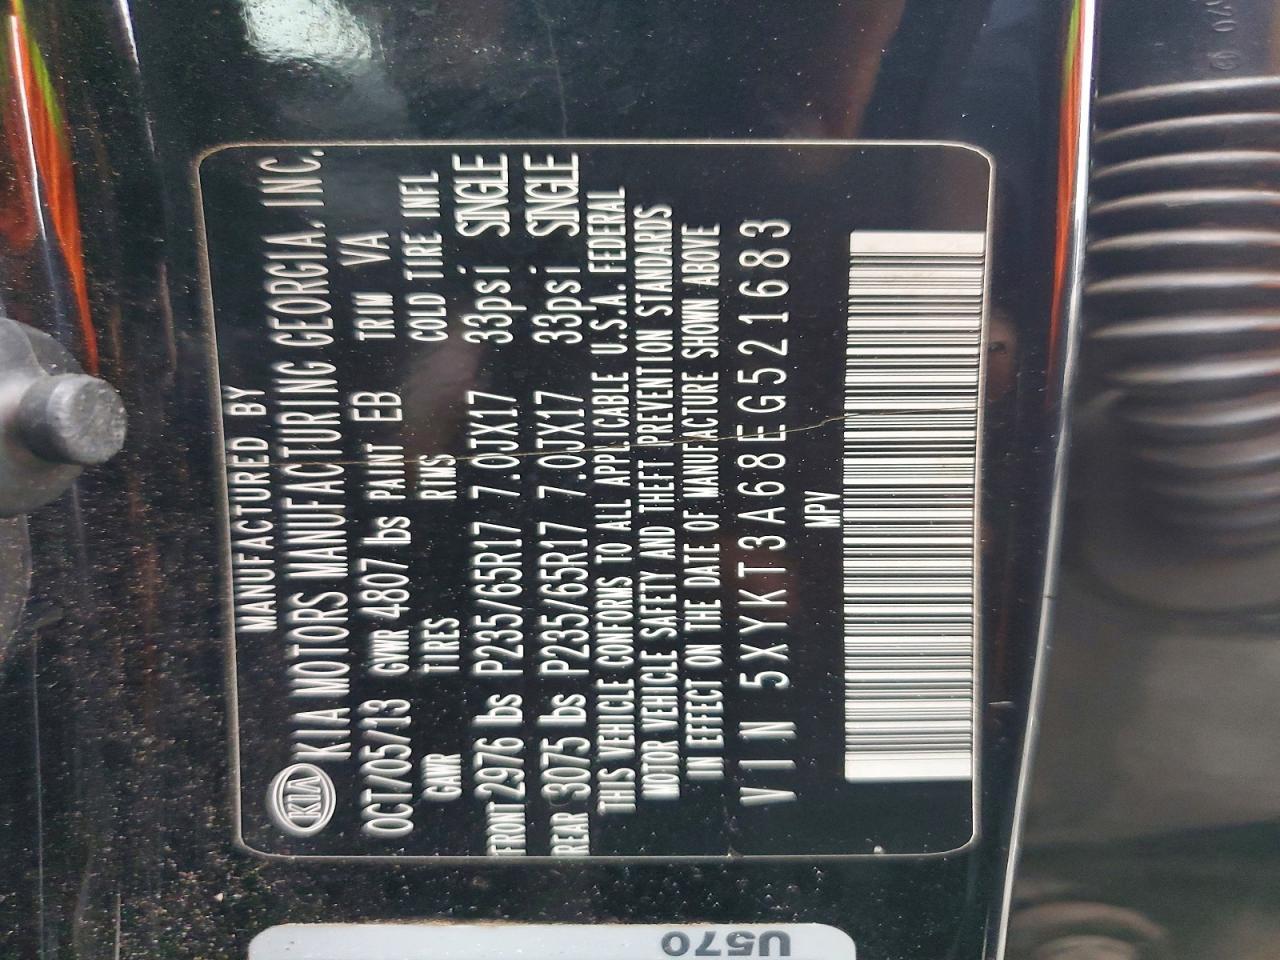 MANUFACTURED BY
KIA KIA MOTORS MANUFACTURING GEORGIA, INC.
OCT/05/13 GVWR 4807 lbs PAINT EB TRIM VA
GAWR TIRES RIMS COLD TIRE INFL
FRONT 2976 lbs P235/65R17 7.0JX17 33psi SINGLE
REAR 3075 lbs P235/65R17 7.0JX17 33psi SINGLE
THIS VEHICLE CONFORMS TO ALL APPLICABLE U.S.A. FEDERAL
MOTOR VEHICLE SAFETY AND THEFT PREVENTION STANDARDS
IN EFFECT ON THE DATE OF MANUFACTURE SHOWN ABOVE
VIN 5XYKT3A68EG521683
MPV
U570